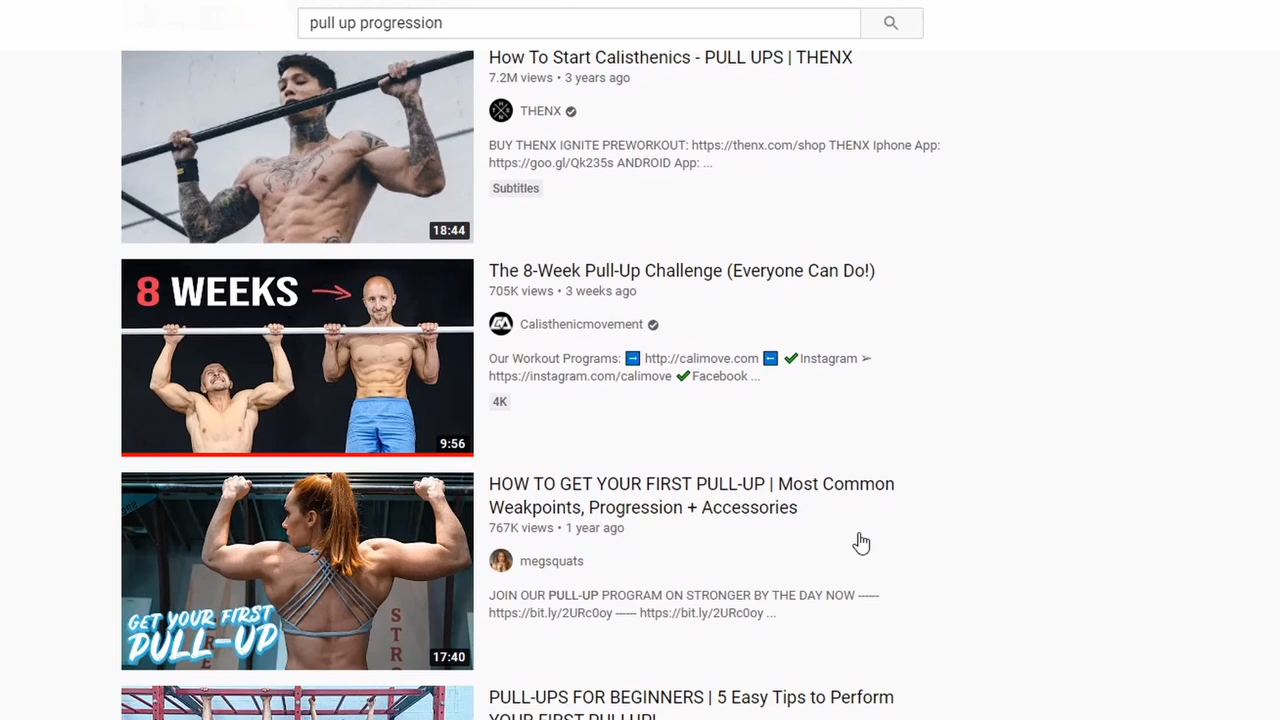 pull up progression
How To Start Calisthenics - PULL UPS | THENX
7.2M views • 3 years ago
THENX
BUY THENX IGNITE PREWORKOUT: https://thenx.com/shop THENX Iphone App:
https://goo.gl/Qk235s ANDROID App: ...
Subtitles
18:44
8 WEEKS
The 8-Week Pull-Up Challenge (Everyone Can Do!)
705K views • 3 weeks ago
Calisthenicmovement
Our Workout Programs: ➡ http://calimove.com ⬅ ✔Instagram ➢
https://instagram.com/calimove ✔Facebook ...
4K
9:56
HOW TO GET YOUR FIRST PULL-UP | Most Common
Weakpoints, Progression + Accessories
767K views • 1 year ago
megsquats
JOIN OUR PULL-UP PROGRAM ON STRONGER BY THE DAY NOW ------
https://bit.ly/2URc0oy ------ https://bit.ly/2URc0oy ...
GET YOUR FIRST
PULL-UP
17:40
PULL-UPS FOR BEGINNERS | 5 Easy Tips to Perform
YOUR FIRST PULLUP!